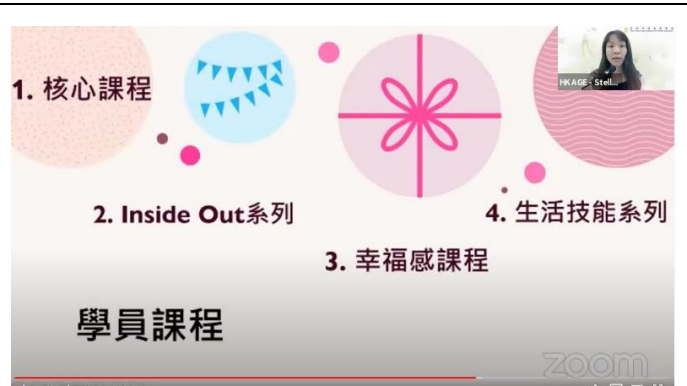 1. 核心課程
HKAGE - Stell...
2. Inside Out系列
4. 生活技能系列
3. 幸福感課程
學員課程
zoom